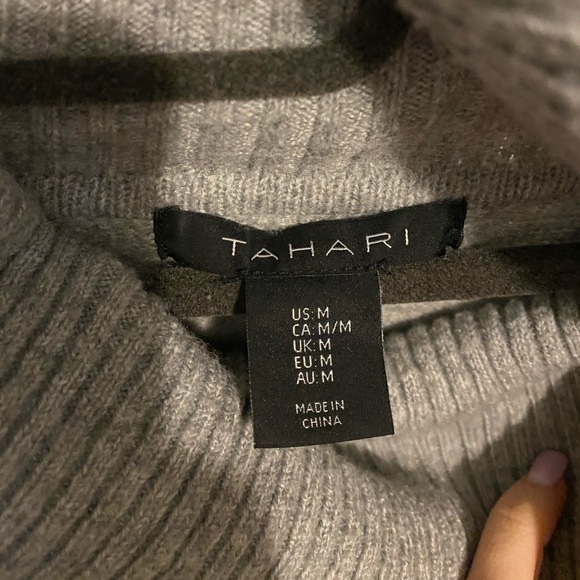 TAHARI
US: M
CA: M/M
UK: M
EU: M
AU: M
MADE IN
CHINA